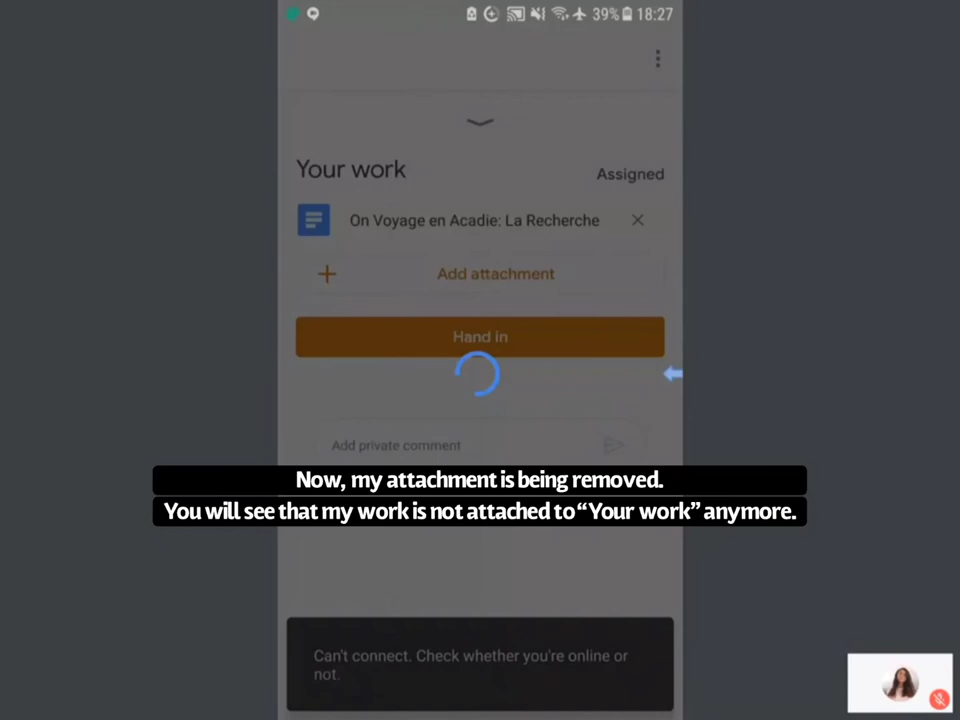 39% 18:27
Your work
Assigned
On Voyage en Acadie: La Recherche
Add attachment
Hand in
Add private comment
Now, my attachment is being removed.
You will see that my work is not attached to “Your work” anymore.
Can't connect. Check whether you're online or
not.